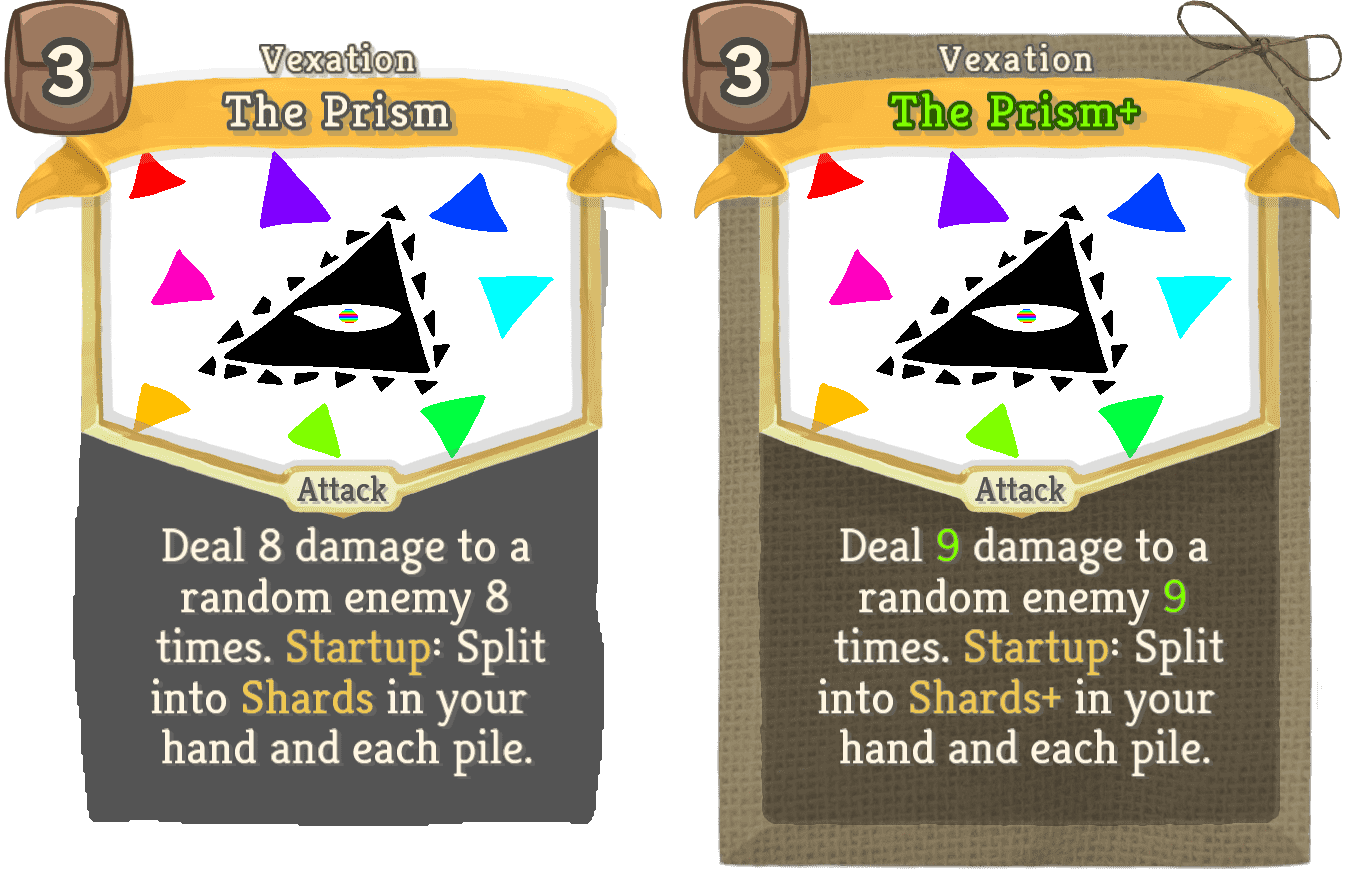 3
Vexation
The Prism
Attack
Deal 8 damage to a
random enemy 8
times. Startup: Split
into Shards in your
hand and each pile.
3
Vexation
The Prism+
Attack
Deal 9 damage to a
random enemy 9
times. Startup: Split
into Shards+ in your
hand and each pile.